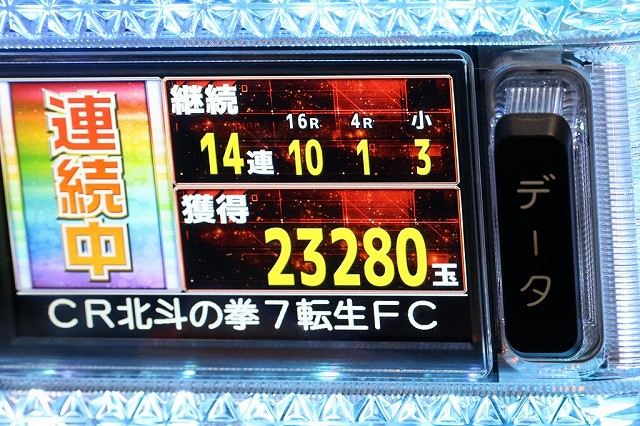 連続中
継続
16R 4R 小
14連 10 1 3
獲得
23280玉
CR北斗の拳7転生FC
データ